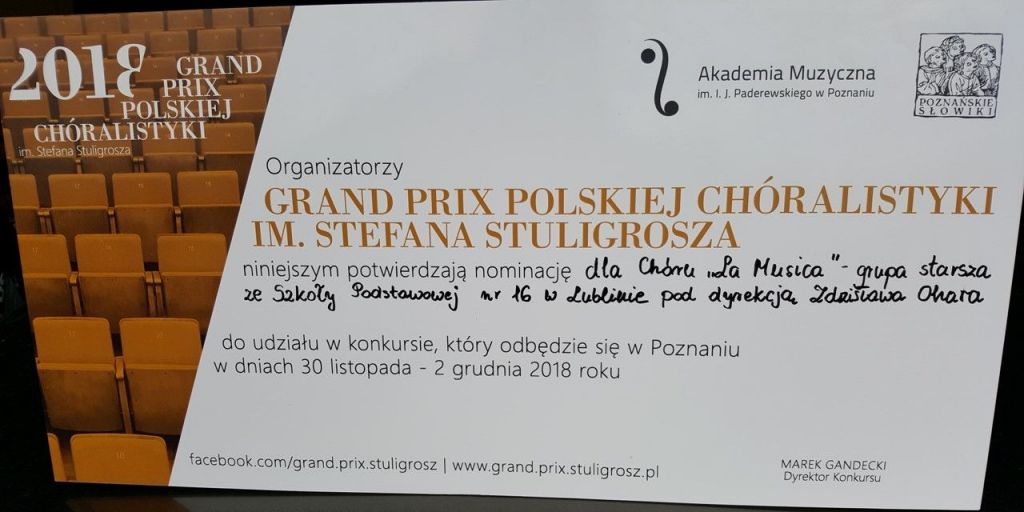 2018 GRAND
PRIX
POLSKIEJ
CHÓRALISTYKI
im. Stefana Stuligrosza
Akademia Muzyczna
im. I. J. Paderewskiego w Poznaniu
POZNAŃSKIE
SŁOWIKI
Organizatorzy
GRAND PRIX POLSKIEJ CHÓRALISTYKI
IM. STEFANA STULIGROSZA
niniejszym potwierdzają nominację dla Chóru „La Musica" - grupa starsza
ze Szkoły Podstawowej nr 16 w Lublinie pod dyrekcją Zdzisława Ohara
do udziału w konkursie, który odbędzie się w Poznaniu
w dniach 30 listopada - 2 grudnia 2018 roku
facebook.com/grand.prix.stuligrosz | www.grand.prix.stuligrosz.pl
MAREK GANDECKI
Dyrektor Konkursu